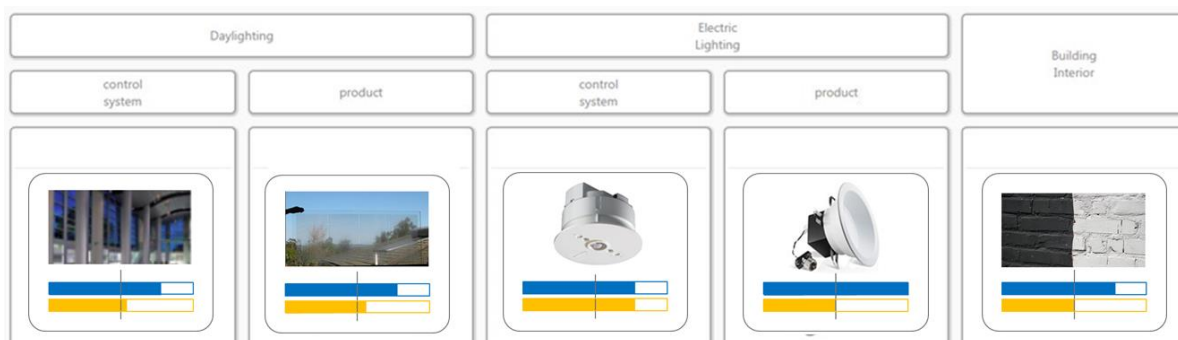 Daylighting
Electric
Lighting
Building
Interior
control
system
product
control
system
product